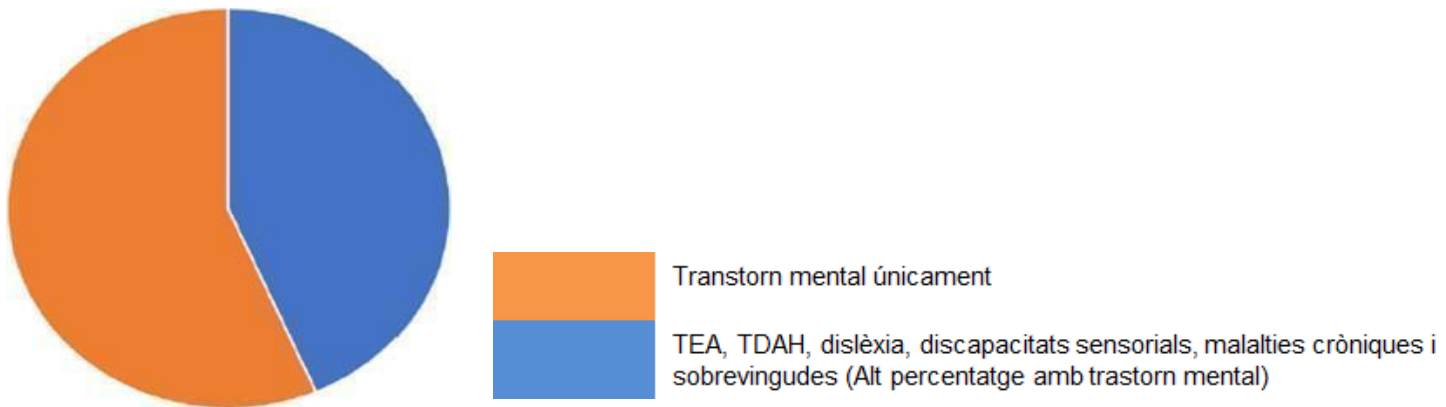 Transtorn mental únicament
TEA, TDAH, dislèxia, discapacitats sensorials, malalties cròniques i
sobrevingudes (Alt percentatge amb trastorn mental)